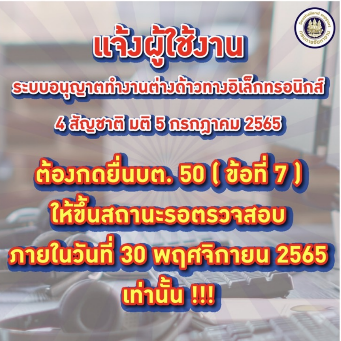 แจ้งผู้ใช้งาน
ระบบอนุญาตทำงานต่างด้าวทางอิเล็กทรอนิกส์
4 สัญชาติ มติ 5 กรกฎาคม 2565
ต้องกดยื่นบต. 50 ( ข้อที่ 7 )
ให้ขึ้นสถานะรอตรวจสอบ
ภายในวันที่ 30 พฤศจิกายน 2565
เท่านั้น !!!